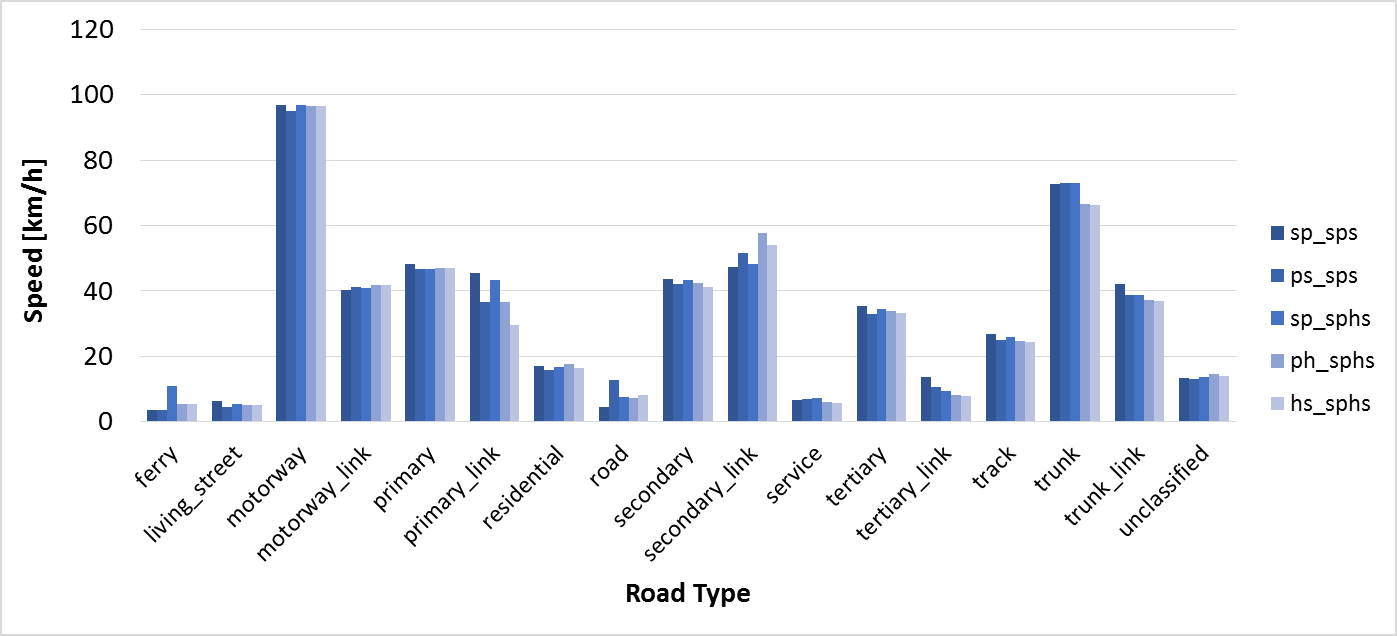 120
100
80
60
40
20
0
Speed [km/h]
ferry
living_street
motorway
motorway_link
primary
primary_link
residential
road
secondary
secondary_link
service
tertiary
tertiary_link
track
trunk
trunk_link
unclassified
Road Type
sp_sps
ps_sps
sp_sphs
ph_sphs
hs_sphs